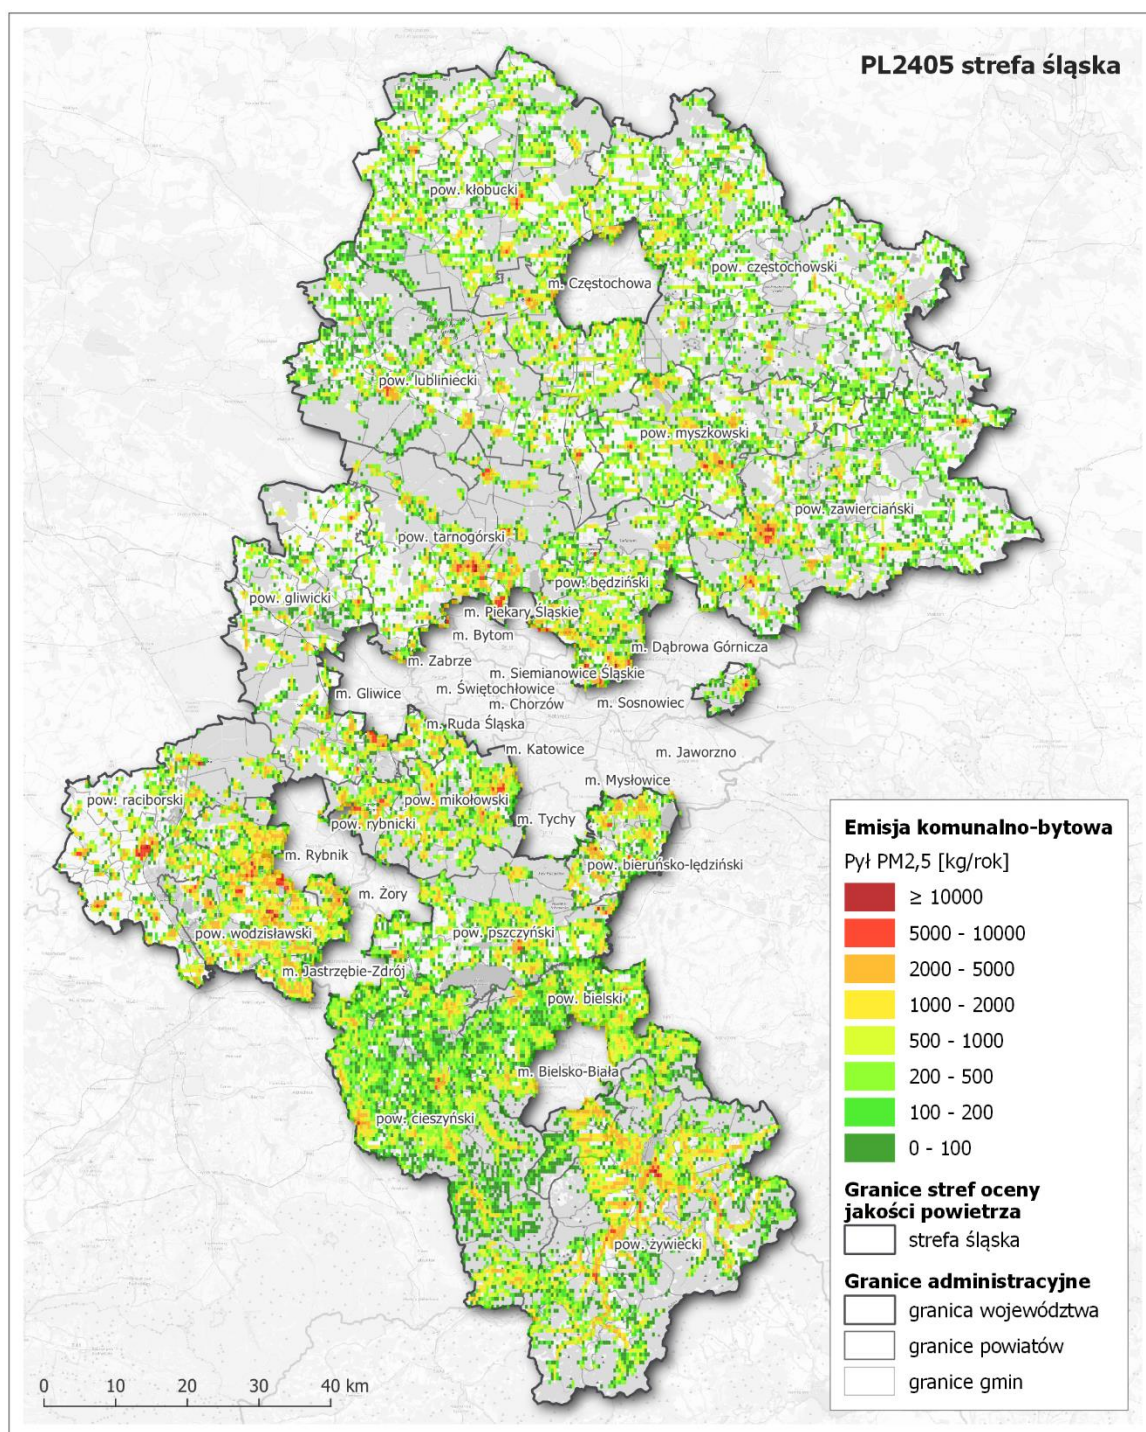 PL2405 strefa śląska
pow. kłobucki
pow. częstochowski
m. Częstochowa
pow. lubliniecki
pow. myszkowski
pow. zawierciański
pow. tarnogórski
pow. będziński
pow. gliwicki
m. Piekary Śląskie
m. Bytom
m. Dąbrowa Górnicza
m. Zabrze
m. Siemianowice Śląskie
m. Świętochłowice
m. Gliwice
m. Chorzów
m. Sosnowiec
m. Ruda Śląska
m. Katowice
m. Jaworzno
m. Mysłowice
pow. raciborski
pow. mikołowski
pow. rybnicki
m. Tychy
m. Rybnik
pow. bieruńsko-lędziński
m. Żory
pow. wodzisławski
pow. pszczyński
m. Jastrzębie-Zdrój
pow. bielski
m. Bielsko-Biała
pow. cieszyński
pow. żywiecki
Emisja komunalno-bytowa
Pył PM2,5 [kg/rok]
≥ 10000
5000 - 10000
2000 - 5000
1000 - 2000
500 - 1000
200 - 500
100 - 200
0 - 100
Granice stref oceny
jakości powietrza
strefa śląska
Granice administracyjne
granica województwa
granice powiatów
granice gmin
0 10 20 30 40 km